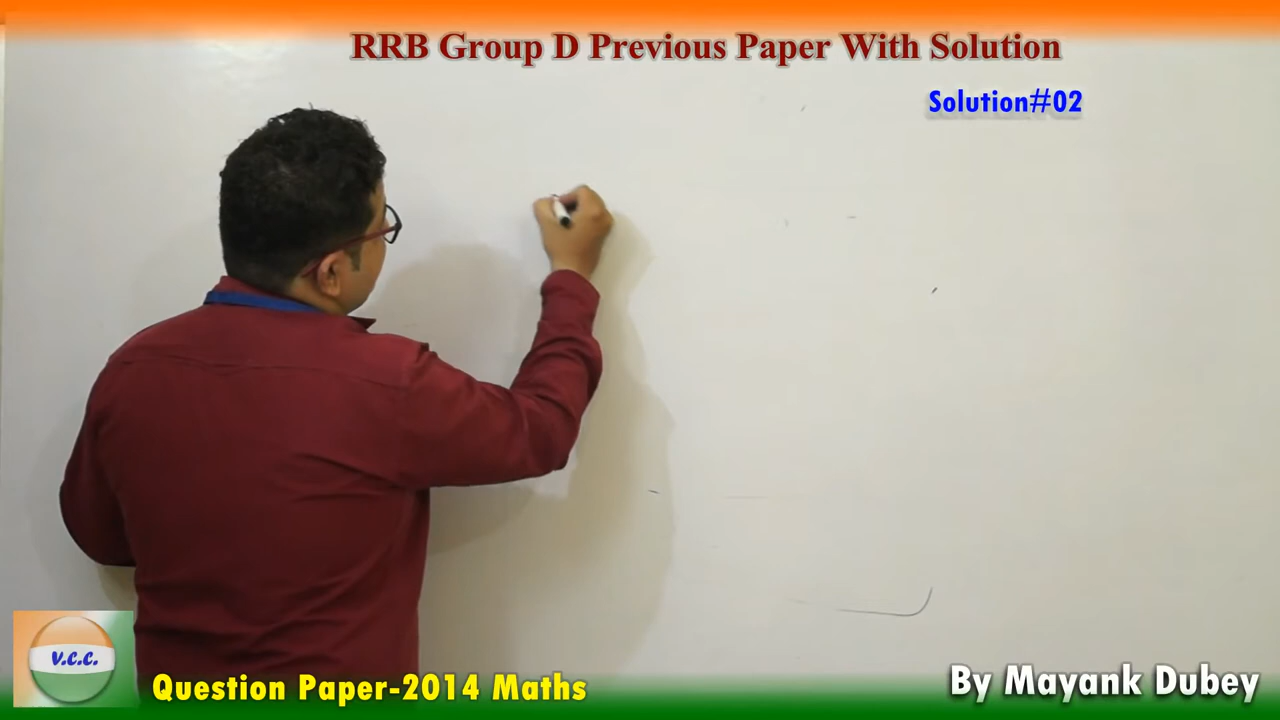 RRB Group D Previous Paper With Solution
Solution#02
V.C.C.
Question Paper-2014 Maths
By Mayank Dubey